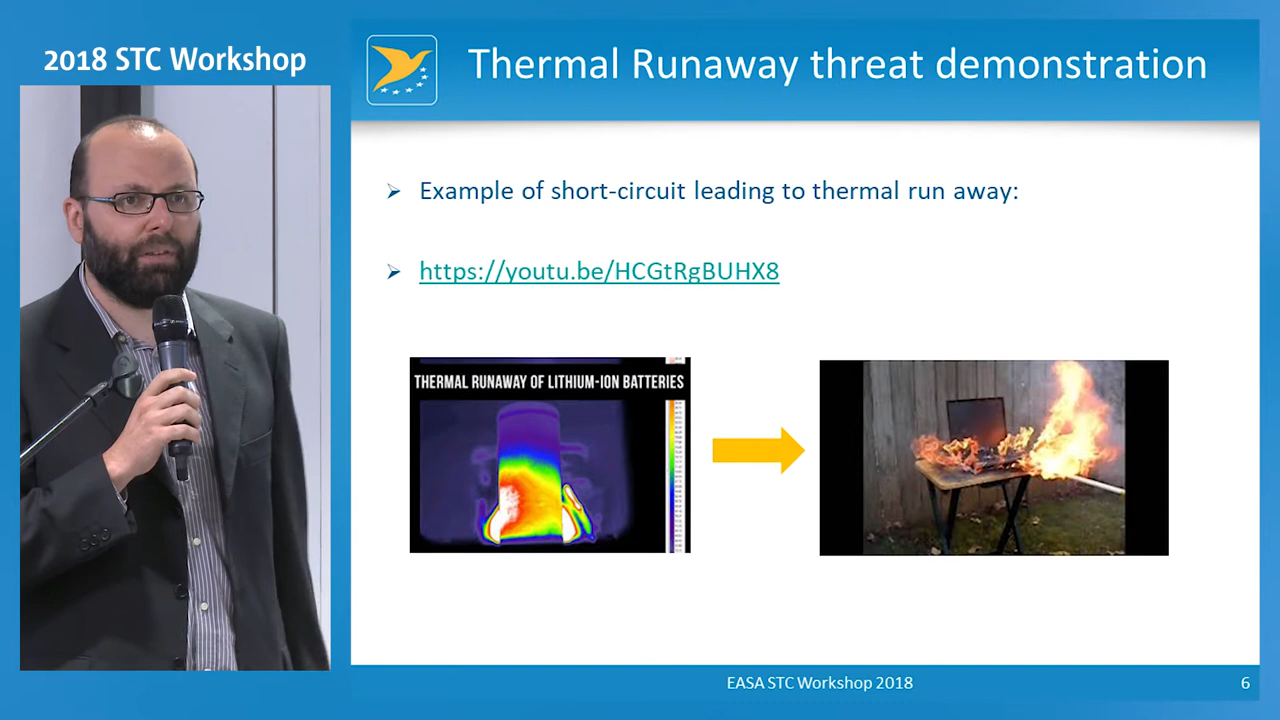 2018 STC Workshop
Thermal Runaway threat demonstration
Example of short-circuit leading to thermal run away:
https://youtu.be/HCGtRgBUHX8
THERMAL RUNAWAY OF LITHIUM-ION BATTERIES
EASA STC Workshop 2018
6